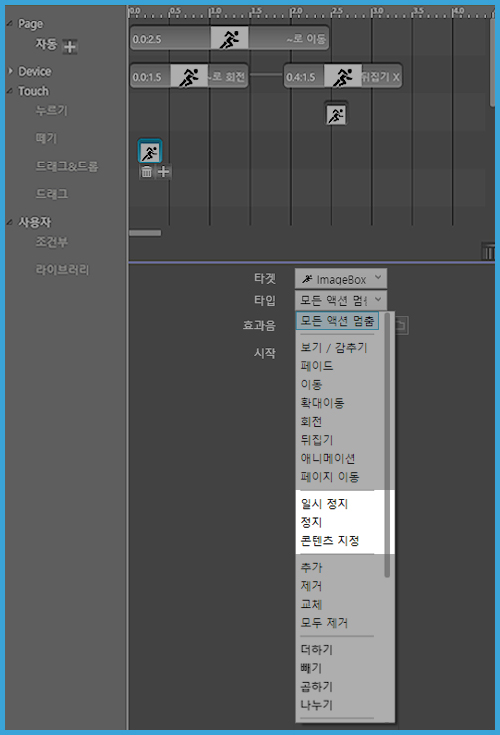 Page
자동
Device
Touch
누르기
떼기
드래그&드롭
드래그
사용자
조건부
라이브러리
0.0 0.5 1.0 1.5 2.0 2.5 3.0 3.5 4.0
0.0:2.5 ~로 이동
0.0:1.5 ~로 회전 0.4:1.5 뒤집기 X
타겟 ImageBox
타입 모든 액션 멈춤
효과음
시작
모든 액션 멈춤
보기 / 감추기
페이드
이동
확대이동
회전
뒤집기
애니메이션
페이지 이동
일시 정지
정지
콘텐츠 지정
추가
제거
교체
모두 제거
더하기
빼기
곱하기
나누기